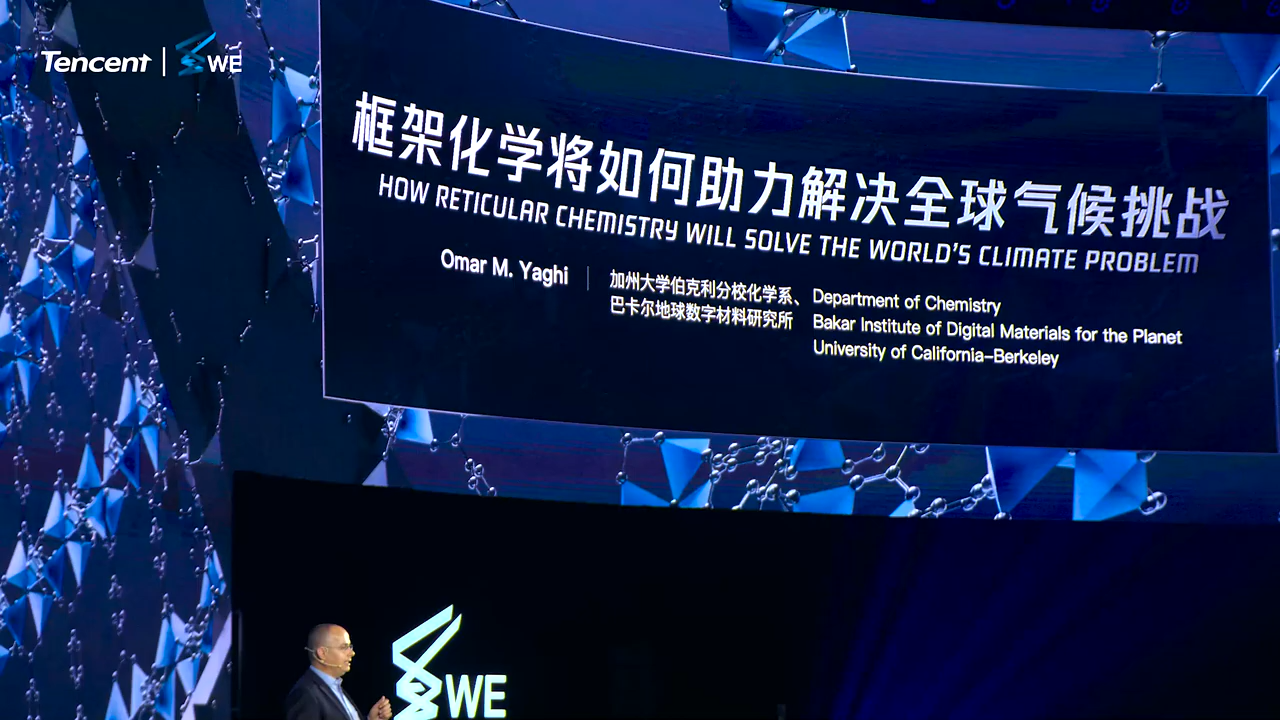 Tencent | WE
框架化学将如何助力解决全球气候挑战
HOW RETICULAR CHEMISTRY WILL SOLVE THE WORLD'S CLIMATE PROBLEM
Omar M. Yaghi
加州大学伯克利分校化学系、
巴卡尔地球数字材料研究所
Department of Chemistry
Bakar Institute of Digital Materials for the Planet
University of California–Berkeley
WE